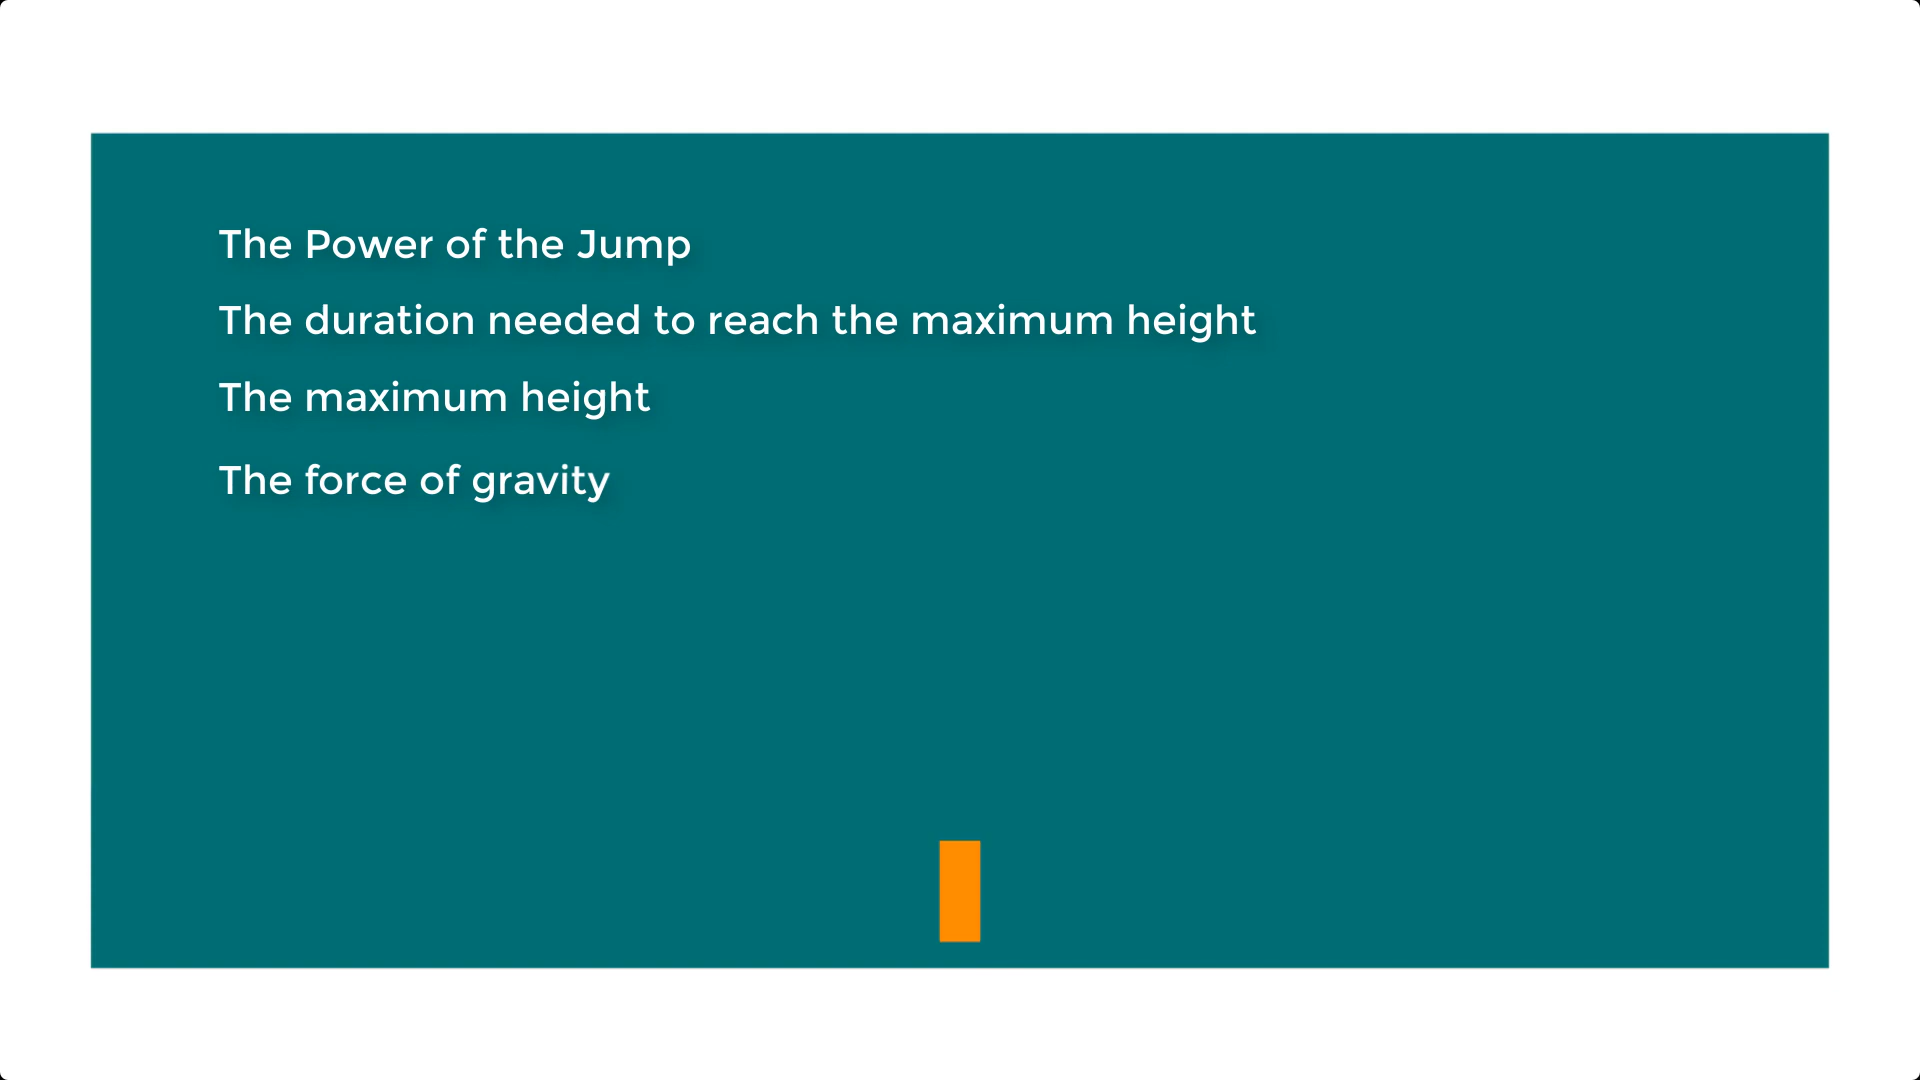 The Power of the Jump
The duration needed to reach the maximum height
The maximum height
The force of gravity